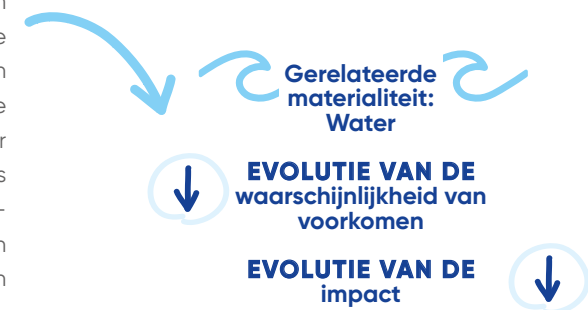 Gerelateerde
materialiteit:
Water
EVOLUTIE VAN DE
waarschijnlijkheid van
voorkomen
EVOLUTIE VAN DE
impact